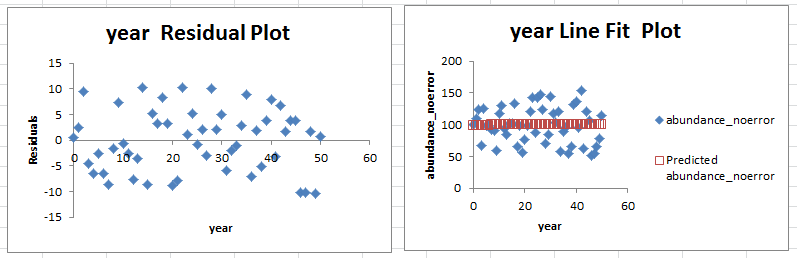 year Residual Plot
15
10
5
0
-5
-10
-15
0
10
20
30
40
50
60
Residuals
year
year Line Fit Plot
200
150
100
50
0
0
20
40
60
abundance_noerror
year
abundance_noerror
Predicted
abundance_noerror